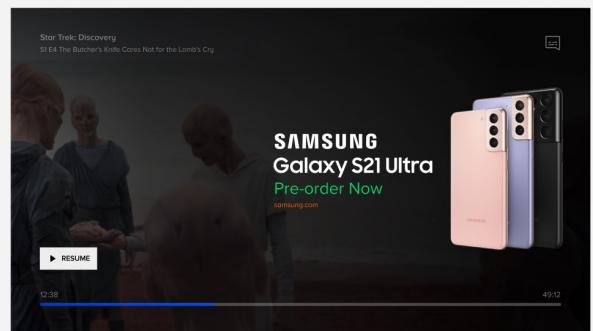 Star Trek: Discovery
S1 E4 The Butcher's Knife Cares Not for the Lamb's Cry
SAMSUNG
Galaxy S21 Ultra
Pre-order Now
samsung.com
RESUME
12:38
49:12